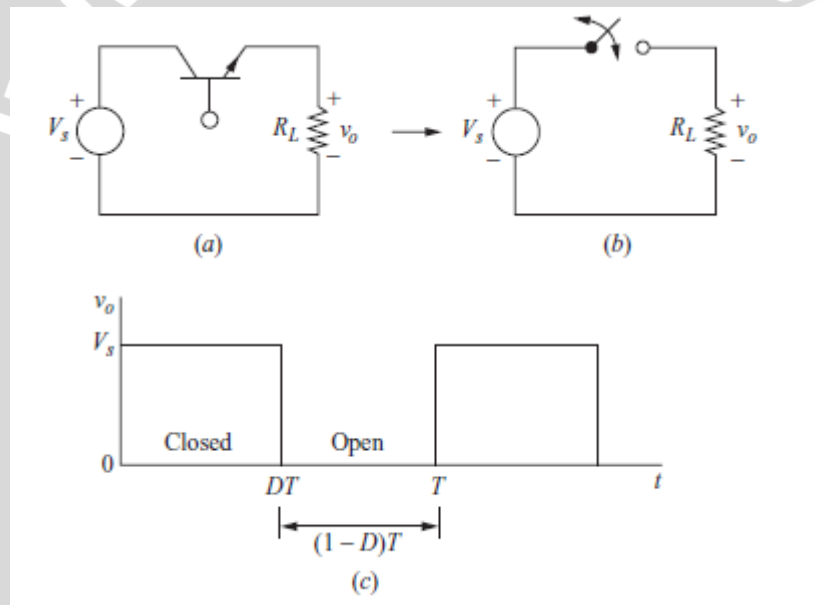 +
V_s
−
R_L
+
v_o
−
(a)
+
V_s
−
R_L
+
v_o
−
(b)
v_o
V_s
Closed
Open
0
DT
T
t
(1 – D)T
(c)